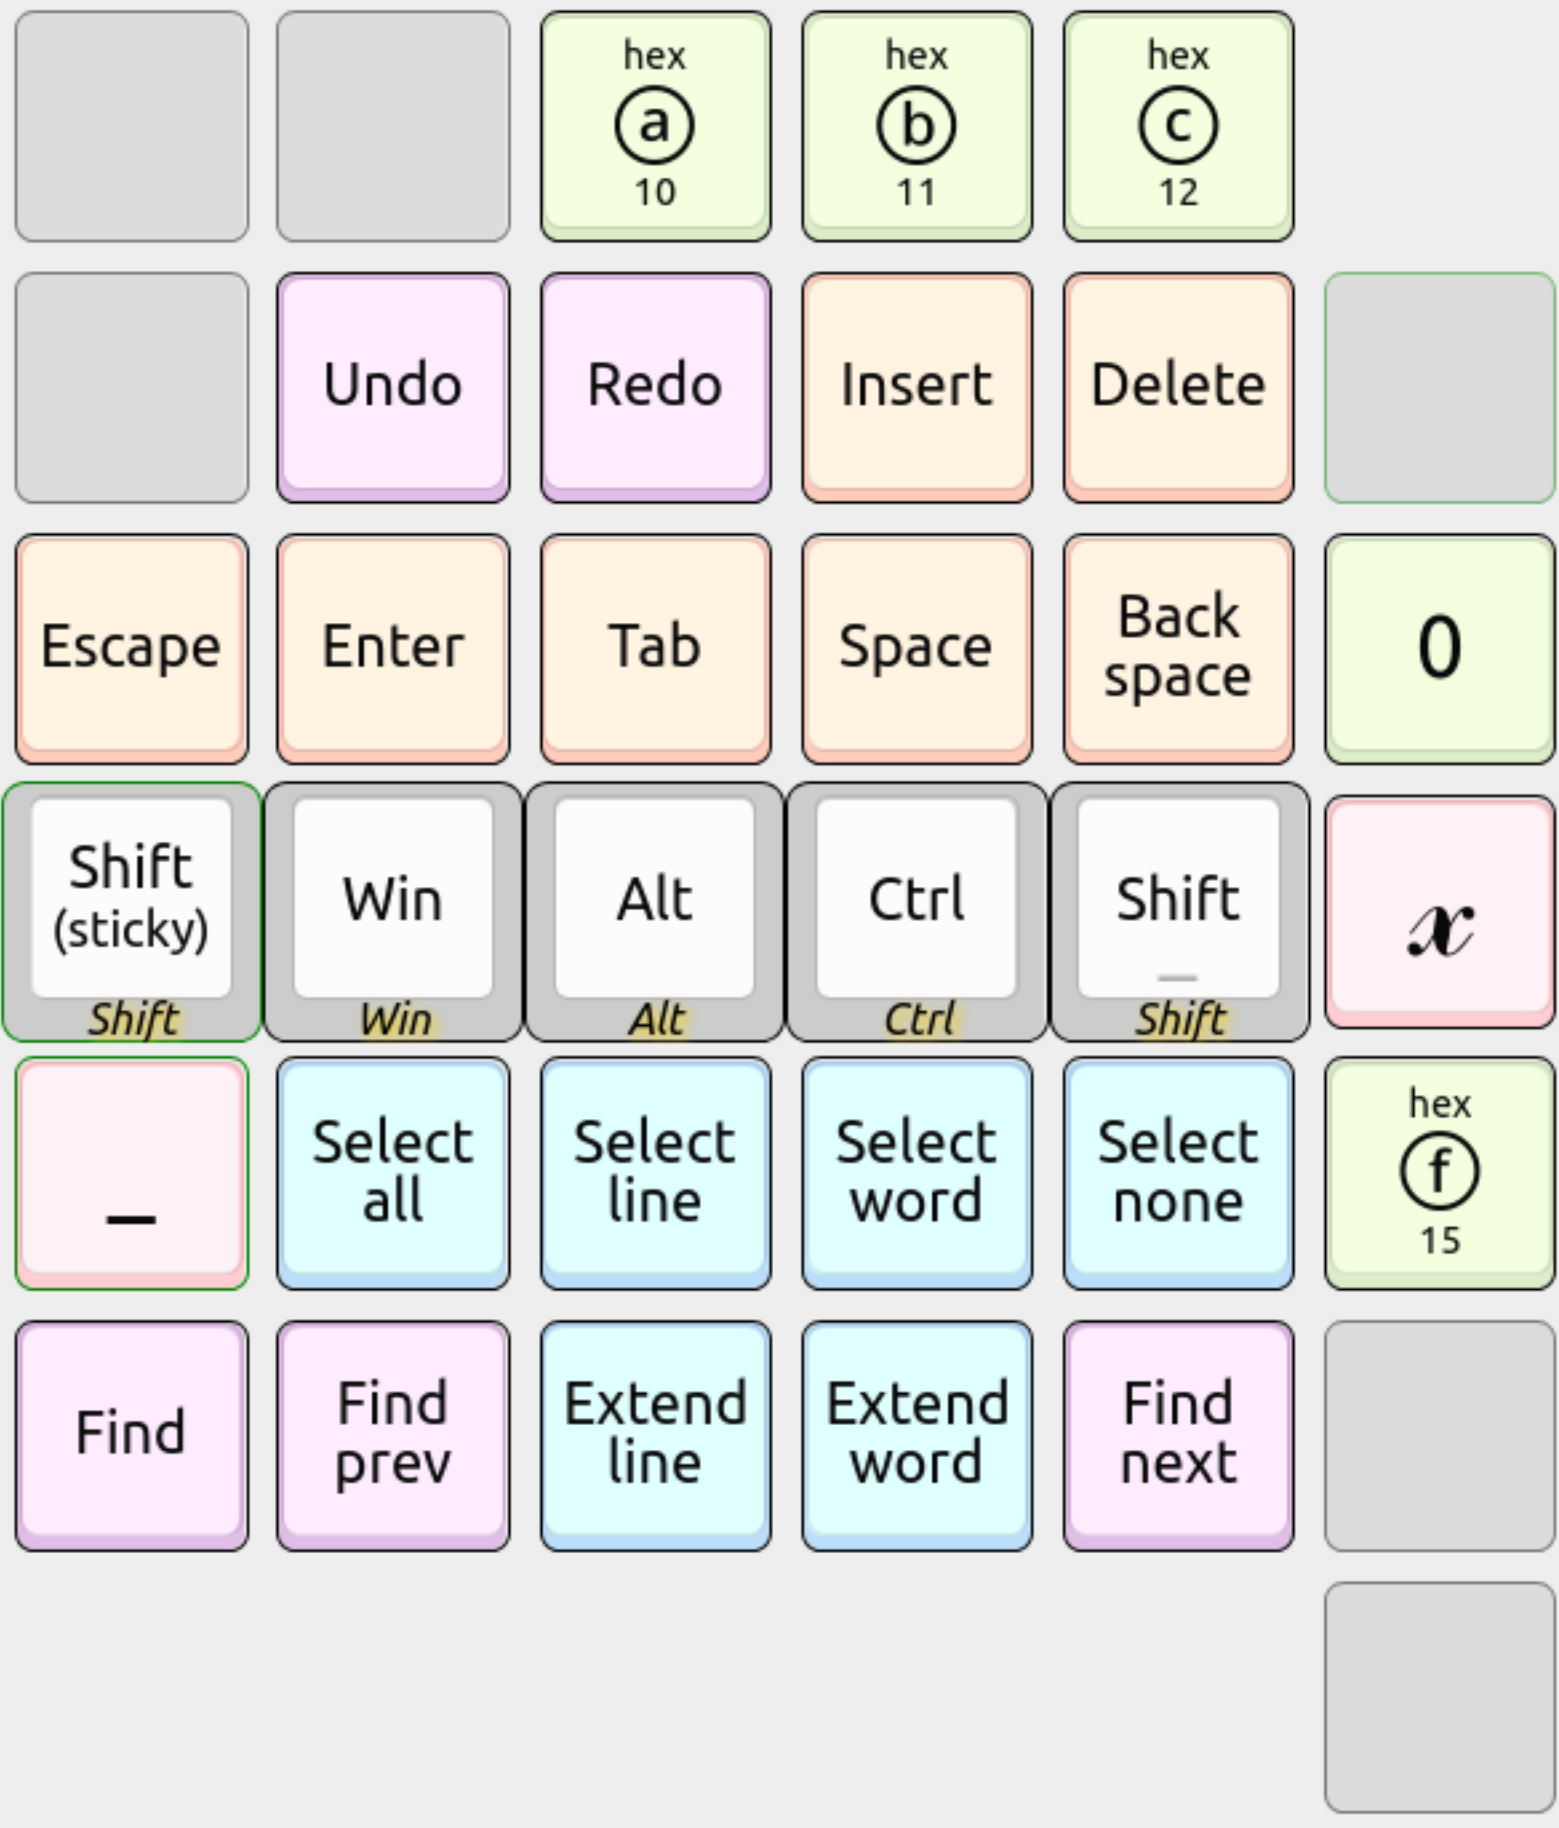 hex hex hex
a b c
10 11 12
Undo Redo Insert Delete
Escape Enter Tab Space Back space 0
Shift (sticky) Win Alt Ctrl Shift _ x
Shift Win Alt Ctrl Shift
_ Select all Select line Select word Select none hex f 15
Find Find prev Extend line Extend word Find next